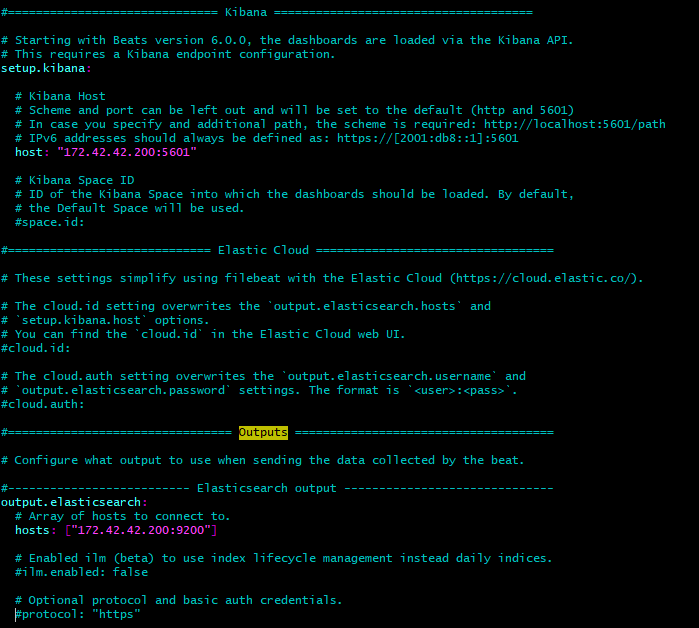 #============================== Kibana =====================================
# Starting with Beats version 6.0.0, the dashboards are loaded via the Kibana API.
# This requires a Kibana endpoint configuration.
setup.kibana:
# Kibana Host
# Scheme and port can be left out and will be set to the default (http and 5601)
# In case you specify and additional path, the scheme is required: http://localhost:5601/path
# IPv6 addresses should always be defined as: https://[2001:db8::1]:5601
host: "172.42.42.200:5601"
# Kibana Space ID
# ID of the Kibana Space into which the dashboards should be loaded. By default,
# the Default Space will be used.
#space.id:
#============================= Elastic Cloud ==================================
# These settings simplify using filebeat with the Elastic Cloud (https://cloud.elastic.co/).
# The cloud.id setting overwrites the `output.elasticsearch.hosts` and
# `setup.kibana.host` options.
# You can find the `cloud.id` in the Elastic Cloud web UI.
#cloud.id:
# The cloud.auth setting overwrites the `output.elasticsearch.username` and
# `output.elasticsearch.password` settings. The format is `<user>:<pass>`.
#cloud.auth:
#================================ Outputs =====================================
# Configure what output to use when sending the data collected by the beat.
#-------------------------- Elasticsearch output ------------------------------
output.elasticsearch:
# Array of hosts to connect to.
hosts: ["172.42.42.200:9200"]
# Enabled ilm (beta) to use index lifecycle management instead daily indices.
#ilm.enabled: false
# Optional protocol and basic auth credentials.
#protocol: "https"